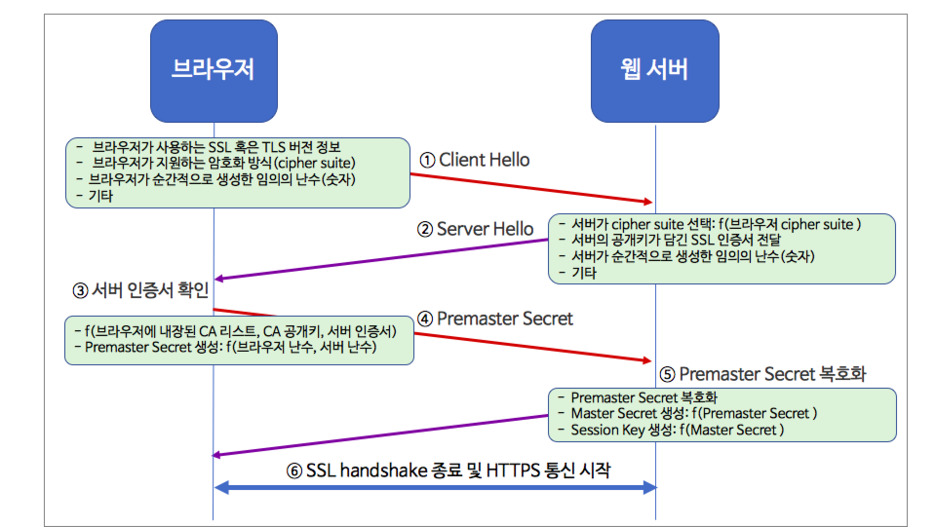 브라우저
웹 서버
- 브라우저가 사용하는 SSL 혹은 TLS 버전 정보
- 브라우저가 지원하는 암호화 방식(cipher suite)
- 브라우저가 순간적으로 생성한 임의의 난수(숫자)
- 기타
① Client Hello
② Server Hello
- 서버가 cipher suite 선택: f(브라우저 cipher suite )
- 서버의 공개키가 담긴 SSL 인증서 전달
- 서버가 순간적으로 생성한 임의의 난수(숫자)
- 기타
③ 서버 인증서 확인
- f(브라우저에 내장된 CA 리스트, CA 공개키, 서버 인증서)
- Premaster Secret 생성: f(브라우저 난수, 서버 난수)
④ Premaster Secret
⑤ Premaster Secret 복호화
- Premaster Secret 복호화
- Master Secret 생성: f(Premaster Secret )
- Session Key 생성: f(Master Secret )
⑥ SSL handshake 종료 및 HTTPS 통신 시작